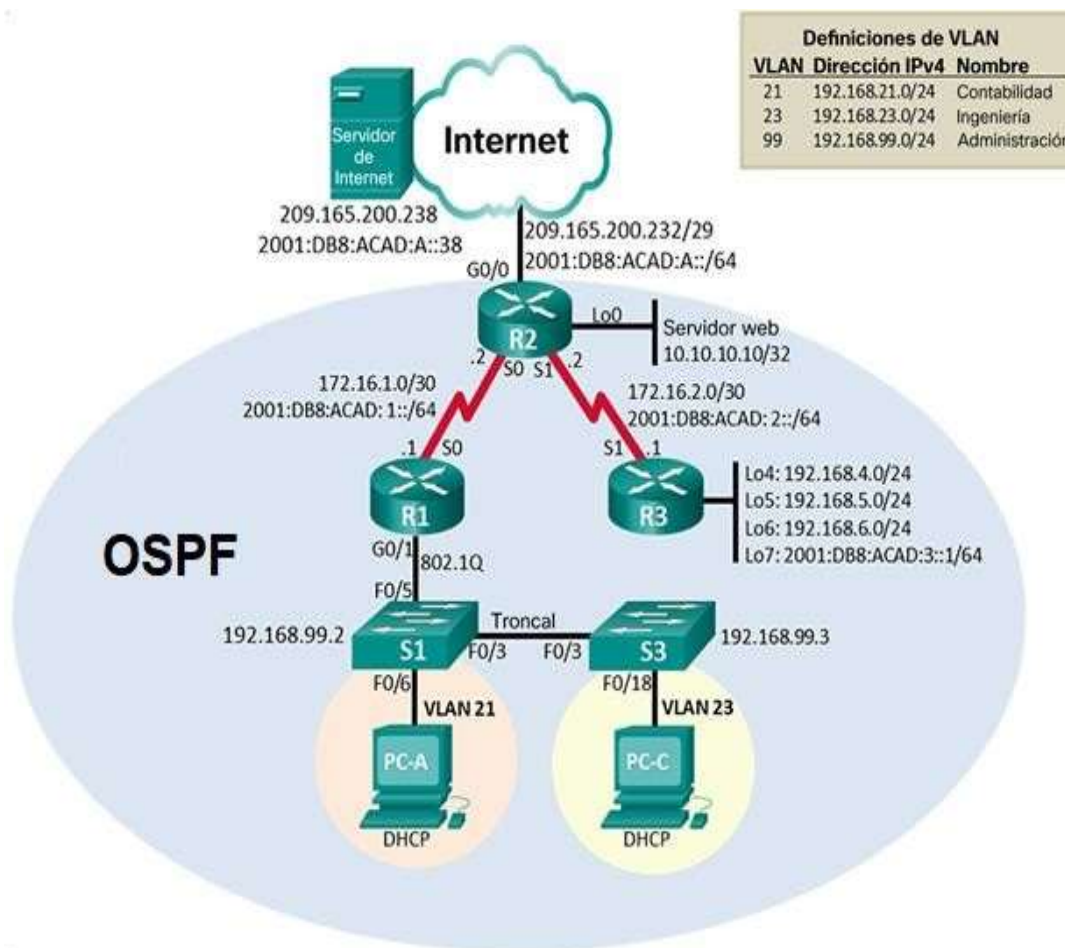 Definiciones de VLAN
VLAN Dirección IPv4 Nombre
21 192.168.21.0/24 Contabilidad
23 192.168.23.0/24 Ingeniería
99 192.168.99.0/24 Administración
Internet
Servidor
de
Internet
209.165.200.238
2001:DB8:ACAD:A::38
209.165.200.232/29
2001:DB8:ACAD:A::/64
G0/0
R2
Lo0
Servidor web
10.10.10.10/32
.2
S0
S1
.2
172.16.1.0/30
2001:DB8:ACAD: 1::/64
172.16.2.0/30
2001:DB8:ACAD: 2::/64
.1
S0
S1
.1
R1
R3
Lo4: 192.168.4.0/24
Lo5: 192.168.5.0/24
Lo6: 192.168.6.0/24
Lo7: 2001:DB8:ACAD:3::1/64
OSPF
G0/1
802.1Q
F0/5
Troncal
192.168.99.2
S1
F0/3
F0/3
S3
192.168.99.3
F0/6
F0/18
VLAN 21
VLAN 23
PC-A
PC-C
DHCP
DHCP